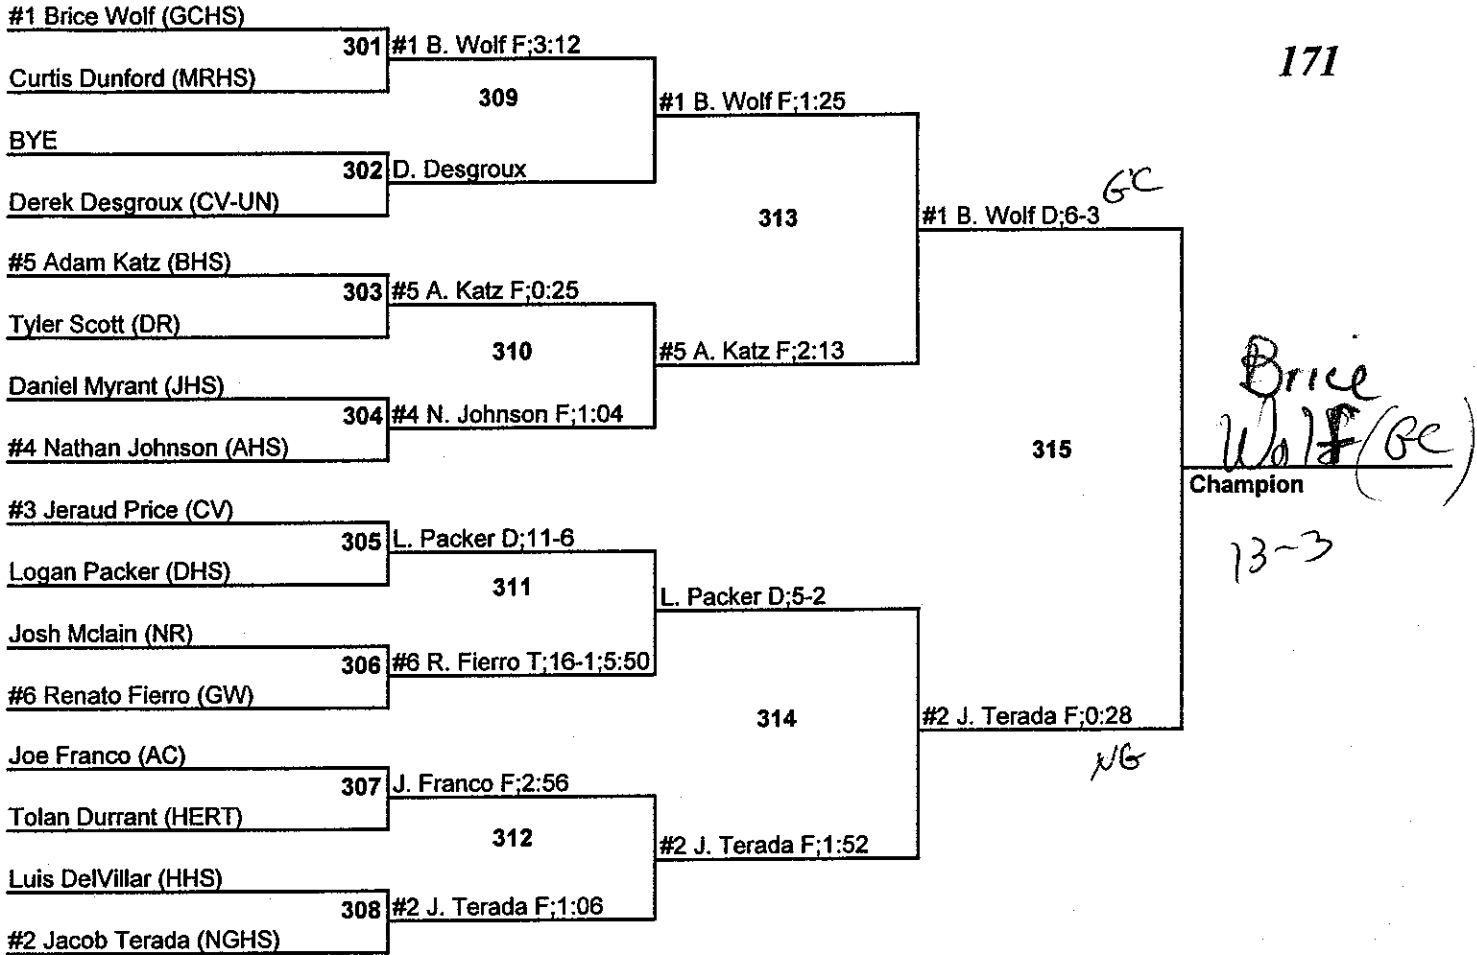 #1 Brice Wolf (GCHS)
301 #1 B. Wolf F;3:12
171
Curtis Dunford (MRHS)
309
#1 B. Wolf F;1:25
BYE
302 D. Desgroux
Derek Desgroux (CV-UN)
GC
313
#1 B. Wolf D;6-3
#5 Adam Katz (BHS)
303 #5 A. Katz F;0:25
Tyler Scott (DR)
310
#5 A. Katz F;2:13
Daniel Myrant (JHS)
304 #4 N. Johnson F;1:04
#4 Nathan Johnson (AHS)
315
Brice
Wolf (GC)
Champion
13-3
#3 Jeraud Price (CV)
305 L. Packer D;11-6
Logan Packer (DHS)
311
L. Packer D;5-2
Josh Mclain (NR)
306 #6 R. Fierro T;16-1;5:50
#6 Renato Fierro (GW)
314
#2 J. Terada F;0:28
NG
Joe Franco (AC)
307 J. Franco F;2:56
Tolan Durrant (HERT)
312
#2 J. Terada F;1:52
Luis DelVillar (HHS)
308 #2 J. Terada F;1:06
#2 Jacob Terada (NGHS)